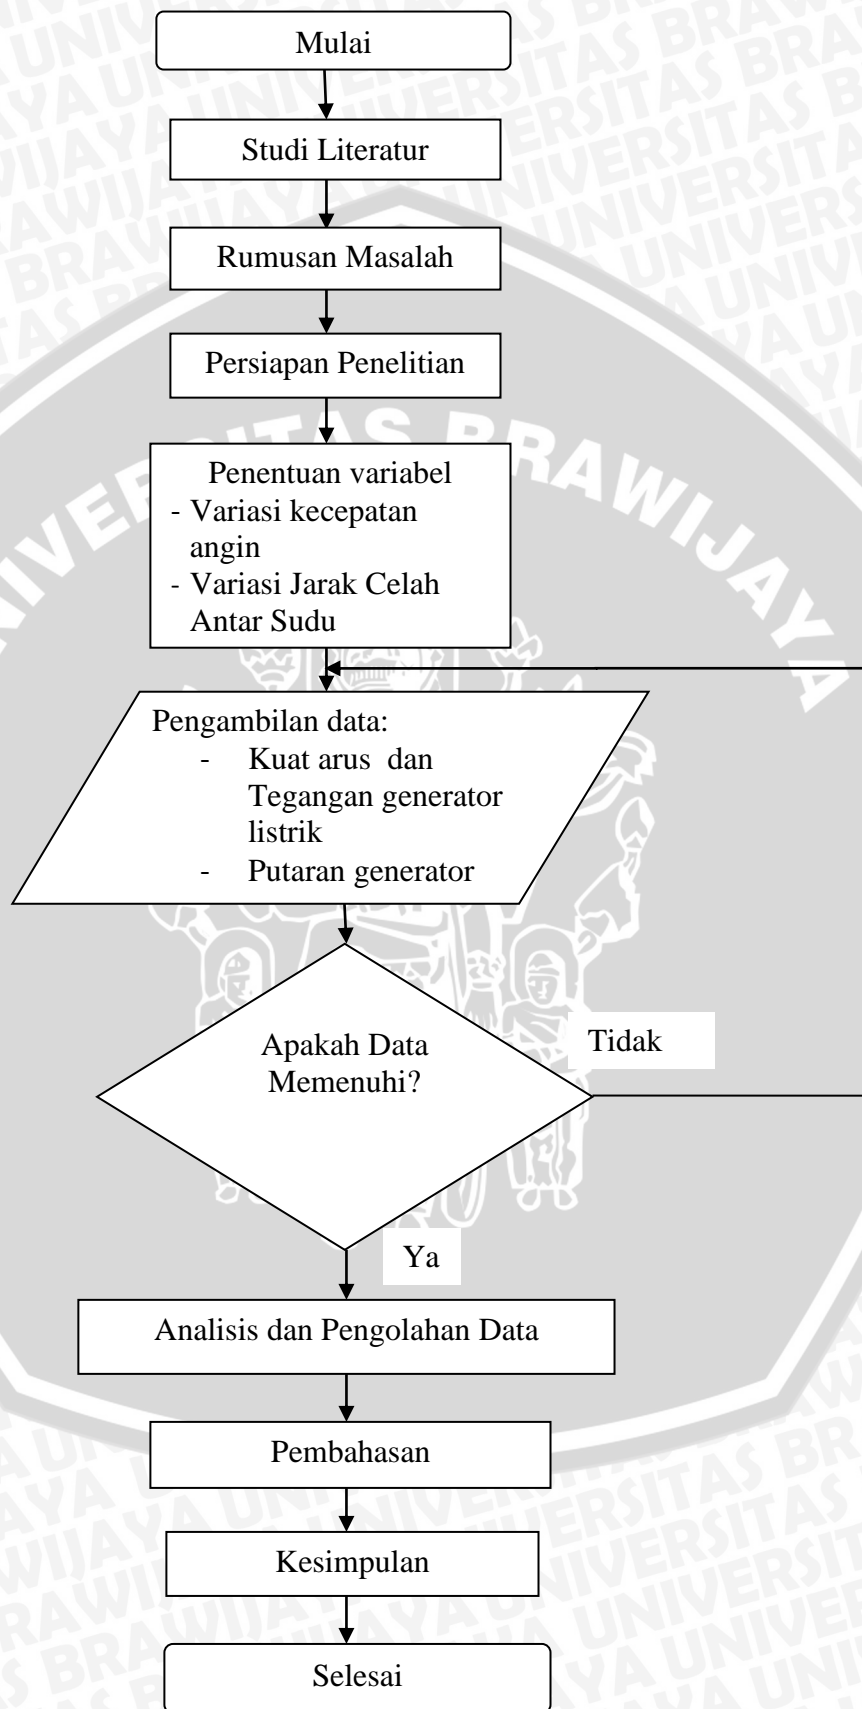 Mulai
Studi Literatur
Rumusan Masalah
Persiapan Penelitian
Penentuan variabel
- Variasi kecepatan
angin
- Variasi Jarak Celah
Antar Sudu
Pengambilan data:
- Kuat arus dan
Tegangan generator
listrik
- Putaran generator
Apakah Data
Memenuhi?
Tidak
Ya
Analisis dan Pengolahan Data
Pembahasan
Kesimpulan
Selesai